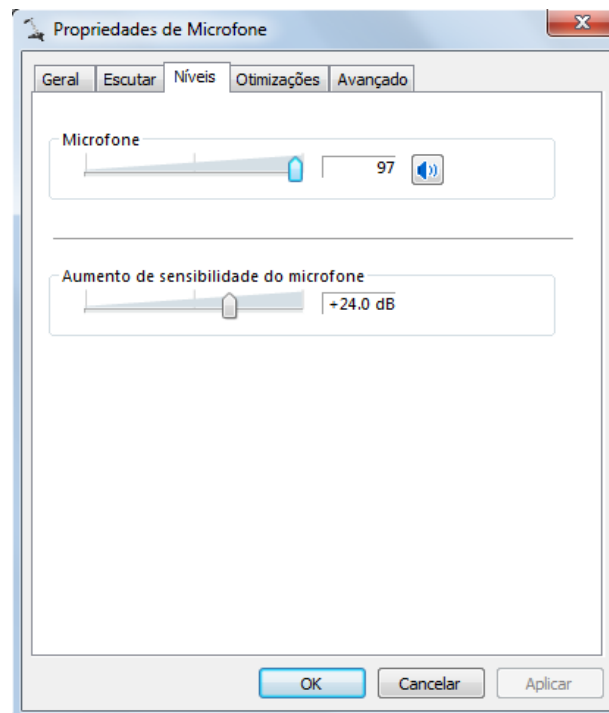 Propriedades de Microfone
Geral Escutar Níveis Otimizações Avançado
Microfone
97
Aumento de sensibilidade do microfone
+24.0 dB
OK Cancelar Aplicar